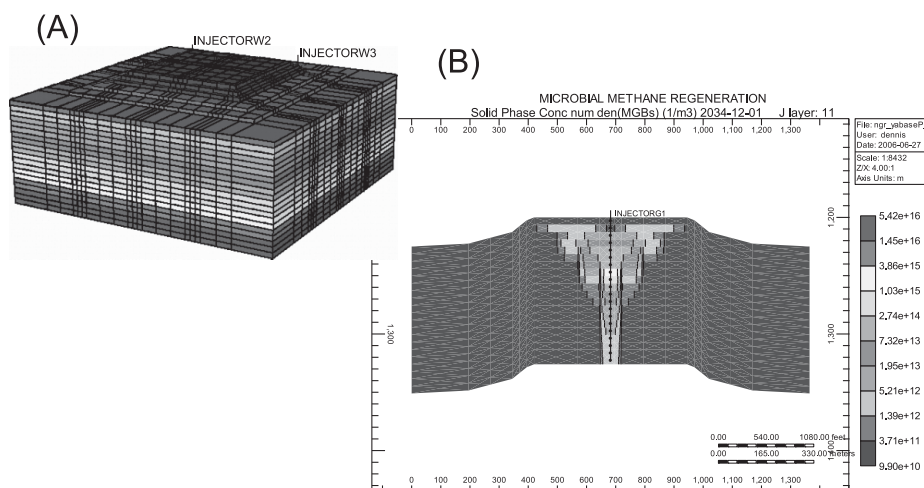 (A)
INJECTORW2
INJECTORW3
(B)
MICROBIAL METHANE REGENERATION
Solid Phase Conc num den(MGBs) (1/m3) 2034-12-01 J layer: 11
0 100 200 300 400 500 600 700 800 900 1,000 1,100 1,200 1,300
File: ngr_yabaseP
User: dennis
Date: 2006-06-27
Scale: 1:8432
Z/X: 4.00:1
Axis Units: m
INJECTORG1
1,200
1,300
1,300
5.42e+16
1.45e+16
3.86e+15
1.03e+15
2.74e+14
7.32e+13
1.95e+13
5.21e+12
1.39e+12
3.71e+11
9.90e+10
0.00 540.00 1080.00 feet
0.00 165.00 330.00 meters
0 100 200 300 400 500 600 700 800 900 1,000 1,100 1,200 1,300